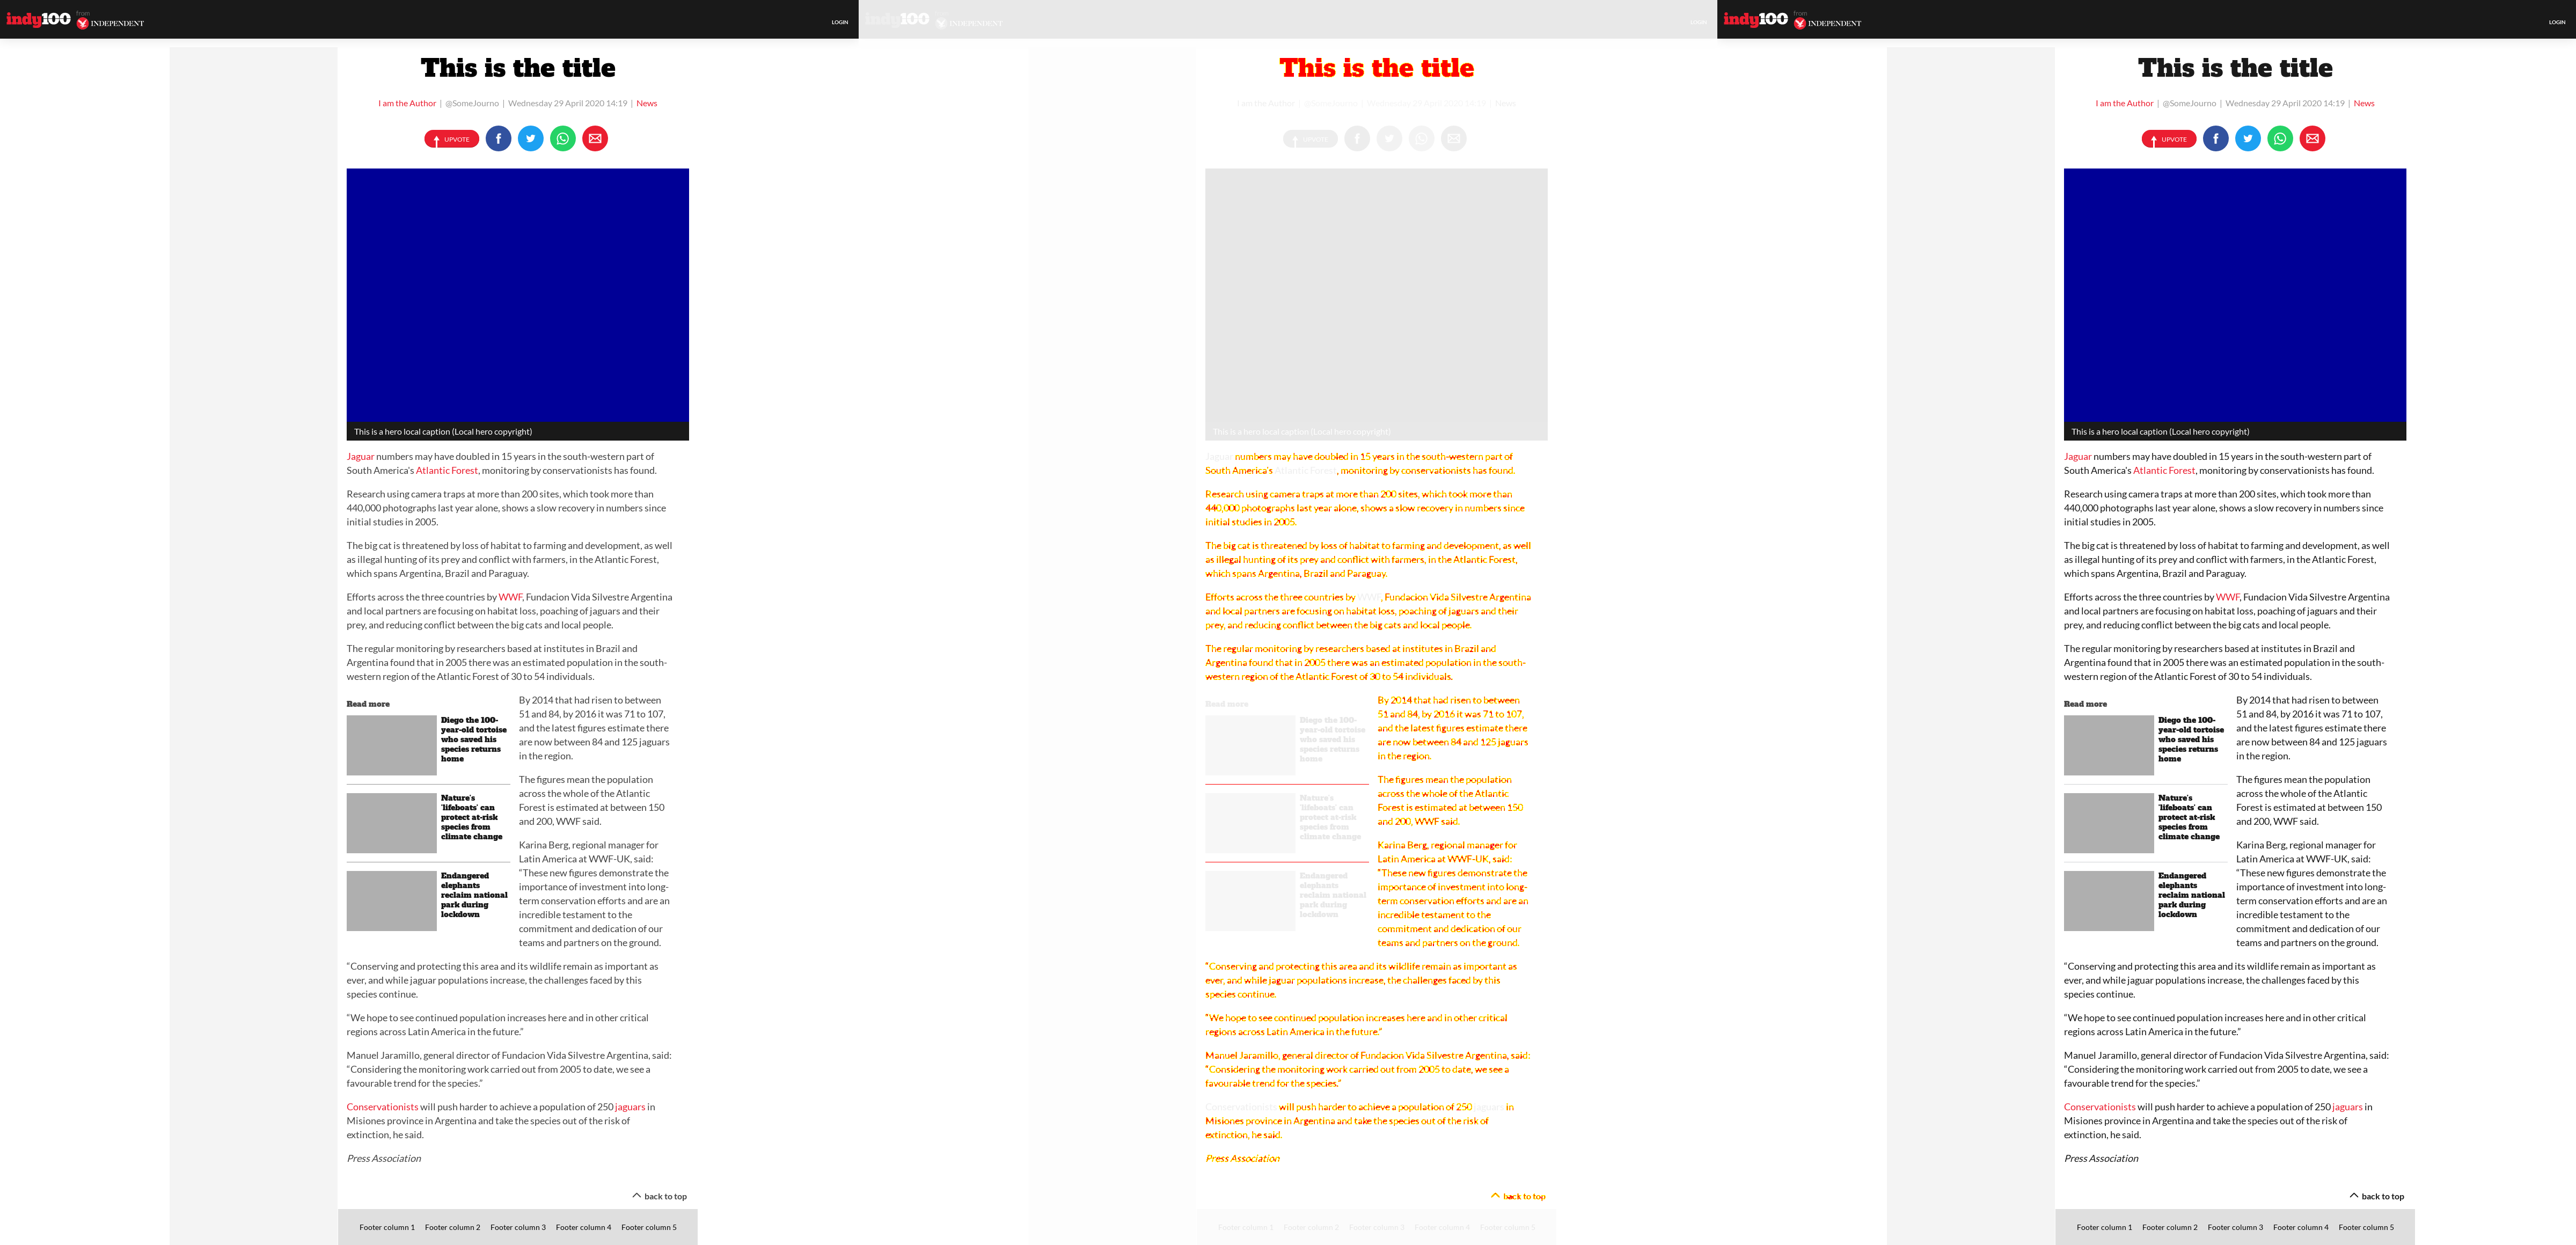 indy100 from INDEPENDENT
LOGIN
This is the title
I am the Author | @SomeJourno | Wednesday 29 April 2020 14:19 | News
UPVOTE
This is a hero local caption (Local hero copyright)
Jaguar numbers may have doubled in 15 years in the south-western part of
South America's Atlantic Forest, monitoring by conservationists has found.
Research using camera traps at more than 200 sites, which took more than
440,000 photographs last year alone, shows a slow recovery in numbers since
initial studies in 2005.
The big cat is threatened by loss of habitat to farming and development, as well
as illegal hunting of its prey and conflict with farmers, in the Atlantic Forest,
which spans Argentina, Brazil and Paraguay.
Efforts across the three countries by WWF, Fundacion Vida Silvestre Argentina
and local partners are focusing on habitat loss, poaching of jaguars and their
prey, and reducing conflict between the big cats and local people.
The regular monitoring by researchers based at institutes in Brazil and
Argentina found that in 2005 there was an estimated population in the south-
western region of the Atlantic Forest of 30 to 54 individuals.
Read more
Diego the 100-
year-old tortoise
who saved his
species returns
home
Nature's
'lifeboats' can
protect at-risk
species from
climate change
Endangered
elephants
reclaim national
park during
lockdown
By 2014 that had risen to between
51 and 84, by 2016 it was 71 to 107,
and the latest figures estimate there
are now between 84 and 125 jaguars
in the region.
The figures mean the population
across the whole of the Atlantic
Forest is estimated at between 150
and 200, WWF said.
Karina Berg, regional manager for
Latin America at WWF-UK, said:
“These new figures demonstrate the
importance of investment into long-
term conservation efforts and are an
incredible testament to the
commitment and dedication of our
teams and partners on the ground.
“Conserving and protecting this area and its wildlife remain as important as
ever, and while jaguar populations increase, the challenges faced by this
species continue.
“We hope to see continued population increases here and in other critical
regions across Latin America in the future.”
Manuel Jaramillo, general director of Fundacion Vida Silvestre Argentina, said:
“Considering the monitoring work carried out from 2005 to date, we see a
favourable trend for the species.”
Conservationists will push harder to achieve a population of 250 jaguars in
Misiones province in Argentina and take the species out of the risk of
extinction, he said.
Press Association
back to top
Footer column 1 Footer column 2 Footer column 3 Footer column 4 Footer column 5
indy100 INDEPENDENT
LOGIN
This is the title
I am the Author | @SomeJourno | Wednesday 29 April 2020 14:19 | News
UPVOTE
This is a hero local caption (Local hero copyright)
Jaguar numbers may have doubled in 15 years in the south-western part of
South America's Atlantic Forest, monitoring by conservationists has found.
Research using camera traps at more than 200 sites, which took more than
440,000 photographs last year alone, shows a slow recovery in numbers since
initial studies in 2005.
The big cat is threatened by loss of habitat to farming and development, as well
as illegal hunting of its prey and conflict with farmers, in the Atlantic Forest,
which spans Argentina, Brazil and Paraguay.
Efforts across the three countries by WWF, Fundacion Vida Silvestre Argentina
and local partners are focusing on habitat loss, poaching of jaguars and their
prey, and reducing conflict between the big cats and local people.
The regular monitoring by researchers based at institutes in Brazil and
Argentina found that in 2005 there was an estimated population in the south-
western region of the Atlantic Forest of 30 to 54 individuals.
Read more
Diego the 100-
year-old tortoise
who saved his
species returns
home
Nature's
'lifeboats' can
protect at-risk
species from
climate change
Endangered
elephants
reclaim national
park during
lockdown
By 2014 that had risen to between
51 and 84, by 2016 it was 71 to 107,
and the latest figures estimate there
are now between 84 and 125 jaguars
in the region.
The figures mean the population
across the whole of the Atlantic
Forest is estimated at between 150
and 200, WWF said.
Karina Berg, regional manager for
Latin America at WWF-UK, said:
“These new figures demonstrate the
importance of investment into long-
term conservation efforts and are an
incredible testament to the
commitment and dedication of our
teams and partners on the ground.
“Conserving and protecting this area and its wildlife remain as important as
ever, and while jaguar populations increase, the challenges faced by this
species continue.
“We hope to see continued population increases here and in other critical
regions across Latin America in the future.”
Manuel Jaramillo, general director of Fundacion Vida Silvestre Argentina, said:
“Considering the monitoring work carried out from 2005 to date, we see a
favourable trend for the species.”
Conservationists will push harder to achieve a population of 250 jaguars in
Misiones province in Argentina and take the species out of the risk of
extinction, he said.
Press Association
back to top
Footer column 1 Footer column 2 Footer column 3 Footer column 4 Footer column 5
indy100 from INDEPENDENT
LOGIN
This is the title
I am the Author | @SomeJourno | Wednesday 29 April 2020 14:19 | News
UPVOTE
This is a hero local caption (Local hero copyright)
Jaguar numbers may have doubled in 15 years in the south-western part of
South America's Atlantic Forest, monitoring by conservationists has found.
Research using camera traps at more than 200 sites, which took more than
440,000 photographs last year alone, shows a slow recovery in numbers since
initial studies in 2005.
The big cat is threatened by loss of habitat to farming and development, as well
as illegal hunting of its prey and conflict with farmers, in the Atlantic Forest,
which spans Argentina, Brazil and Paraguay.
Efforts across the three countries by WWF, Fundacion Vida Silvestre Argentina
and local partners are focusing on habitat loss, poaching of jaguars and their
prey, and reducing conflict between the big cats and local people.
The regular monitoring by researchers based at institutes in Brazil and
Argentina found that in 2005 there was an estimated population in the south-
western region of the Atlantic Forest of 30 to 54 individuals.
Read more
Diego the 100-
year-old tortoise
who saved his
species returns
home
Nature's
'lifeboats' can
protect at-risk
species from
climate change
Endangered
elephants
reclaim national
park during
lockdown
By 2014 that had risen to between
51 and 84, by 2016 it was 71 to 107,
and the latest figures estimate there
are now between 84 and 125 jaguars
in the region.
The figures mean the population
across the whole of the Atlantic
Forest is estimated at between 150
and 200, WWF said.
Karina Berg, regional manager for
Latin America at WWF-UK, said:
“These new figures demonstrate the
importance of investment into long-
term conservation efforts and are an
incredible testament to the
commitment and dedication of our
teams and partners on the ground.
“Conserving and protecting this area and its wildlife remain as important as
ever, and while jaguar populations increase, the challenges faced by this
species continue.
“We hope to see continued population increases here and in other critical
regions across Latin America in the future.”
Manuel Jaramillo, general director of Fundacion Vida Silvestre Argentina, said:
“Considering the monitoring work carried out from 2005 to date, we see a
favourable trend for the species.”
Conservationists will push harder to achieve a population of 250 jaguars in
Misiones province in Argentina and take the species out of the risk of
extinction, he said.
Press Association
back to top
Footer column 1 Footer column 2 Footer column 3 Footer column 4 Footer column 5